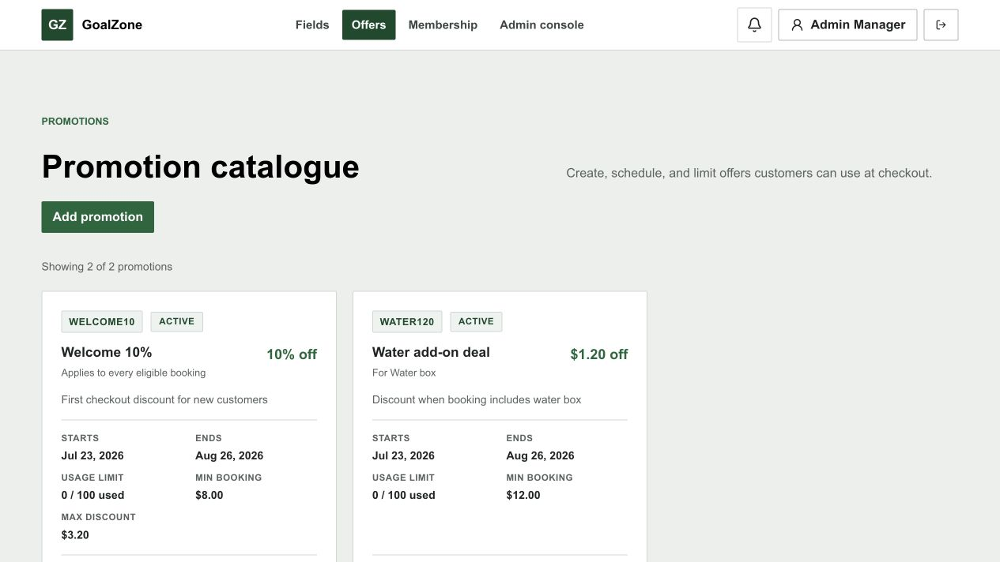 GZ GoalZone Fields Offers Membership Admin console Admin Manager
PROMOTIONS
Promotion catalogue
Create, schedule, and limit offers customers can use at checkout.
Add promotion
Showing 2 of 2 promotions
WELCOME10 ACTIVE
Welcome 10% 10% off
Applies to every eligible booking
First checkout discount for new customers
STARTS ENDS
Jul 23, 2026 Aug 26, 2026
USAGE LIMIT MIN BOOKING
0 / 100 used $8.00
MAX DISCOUNT
$3.20
WATER120 ACTIVE
Water add-on deal $1.20 off
For Water box
Discount when booking includes water box
STARTS ENDS
Jul 23, 2026 Aug 26, 2026
USAGE LIMIT MIN BOOKING
0 / 100 used $12.00